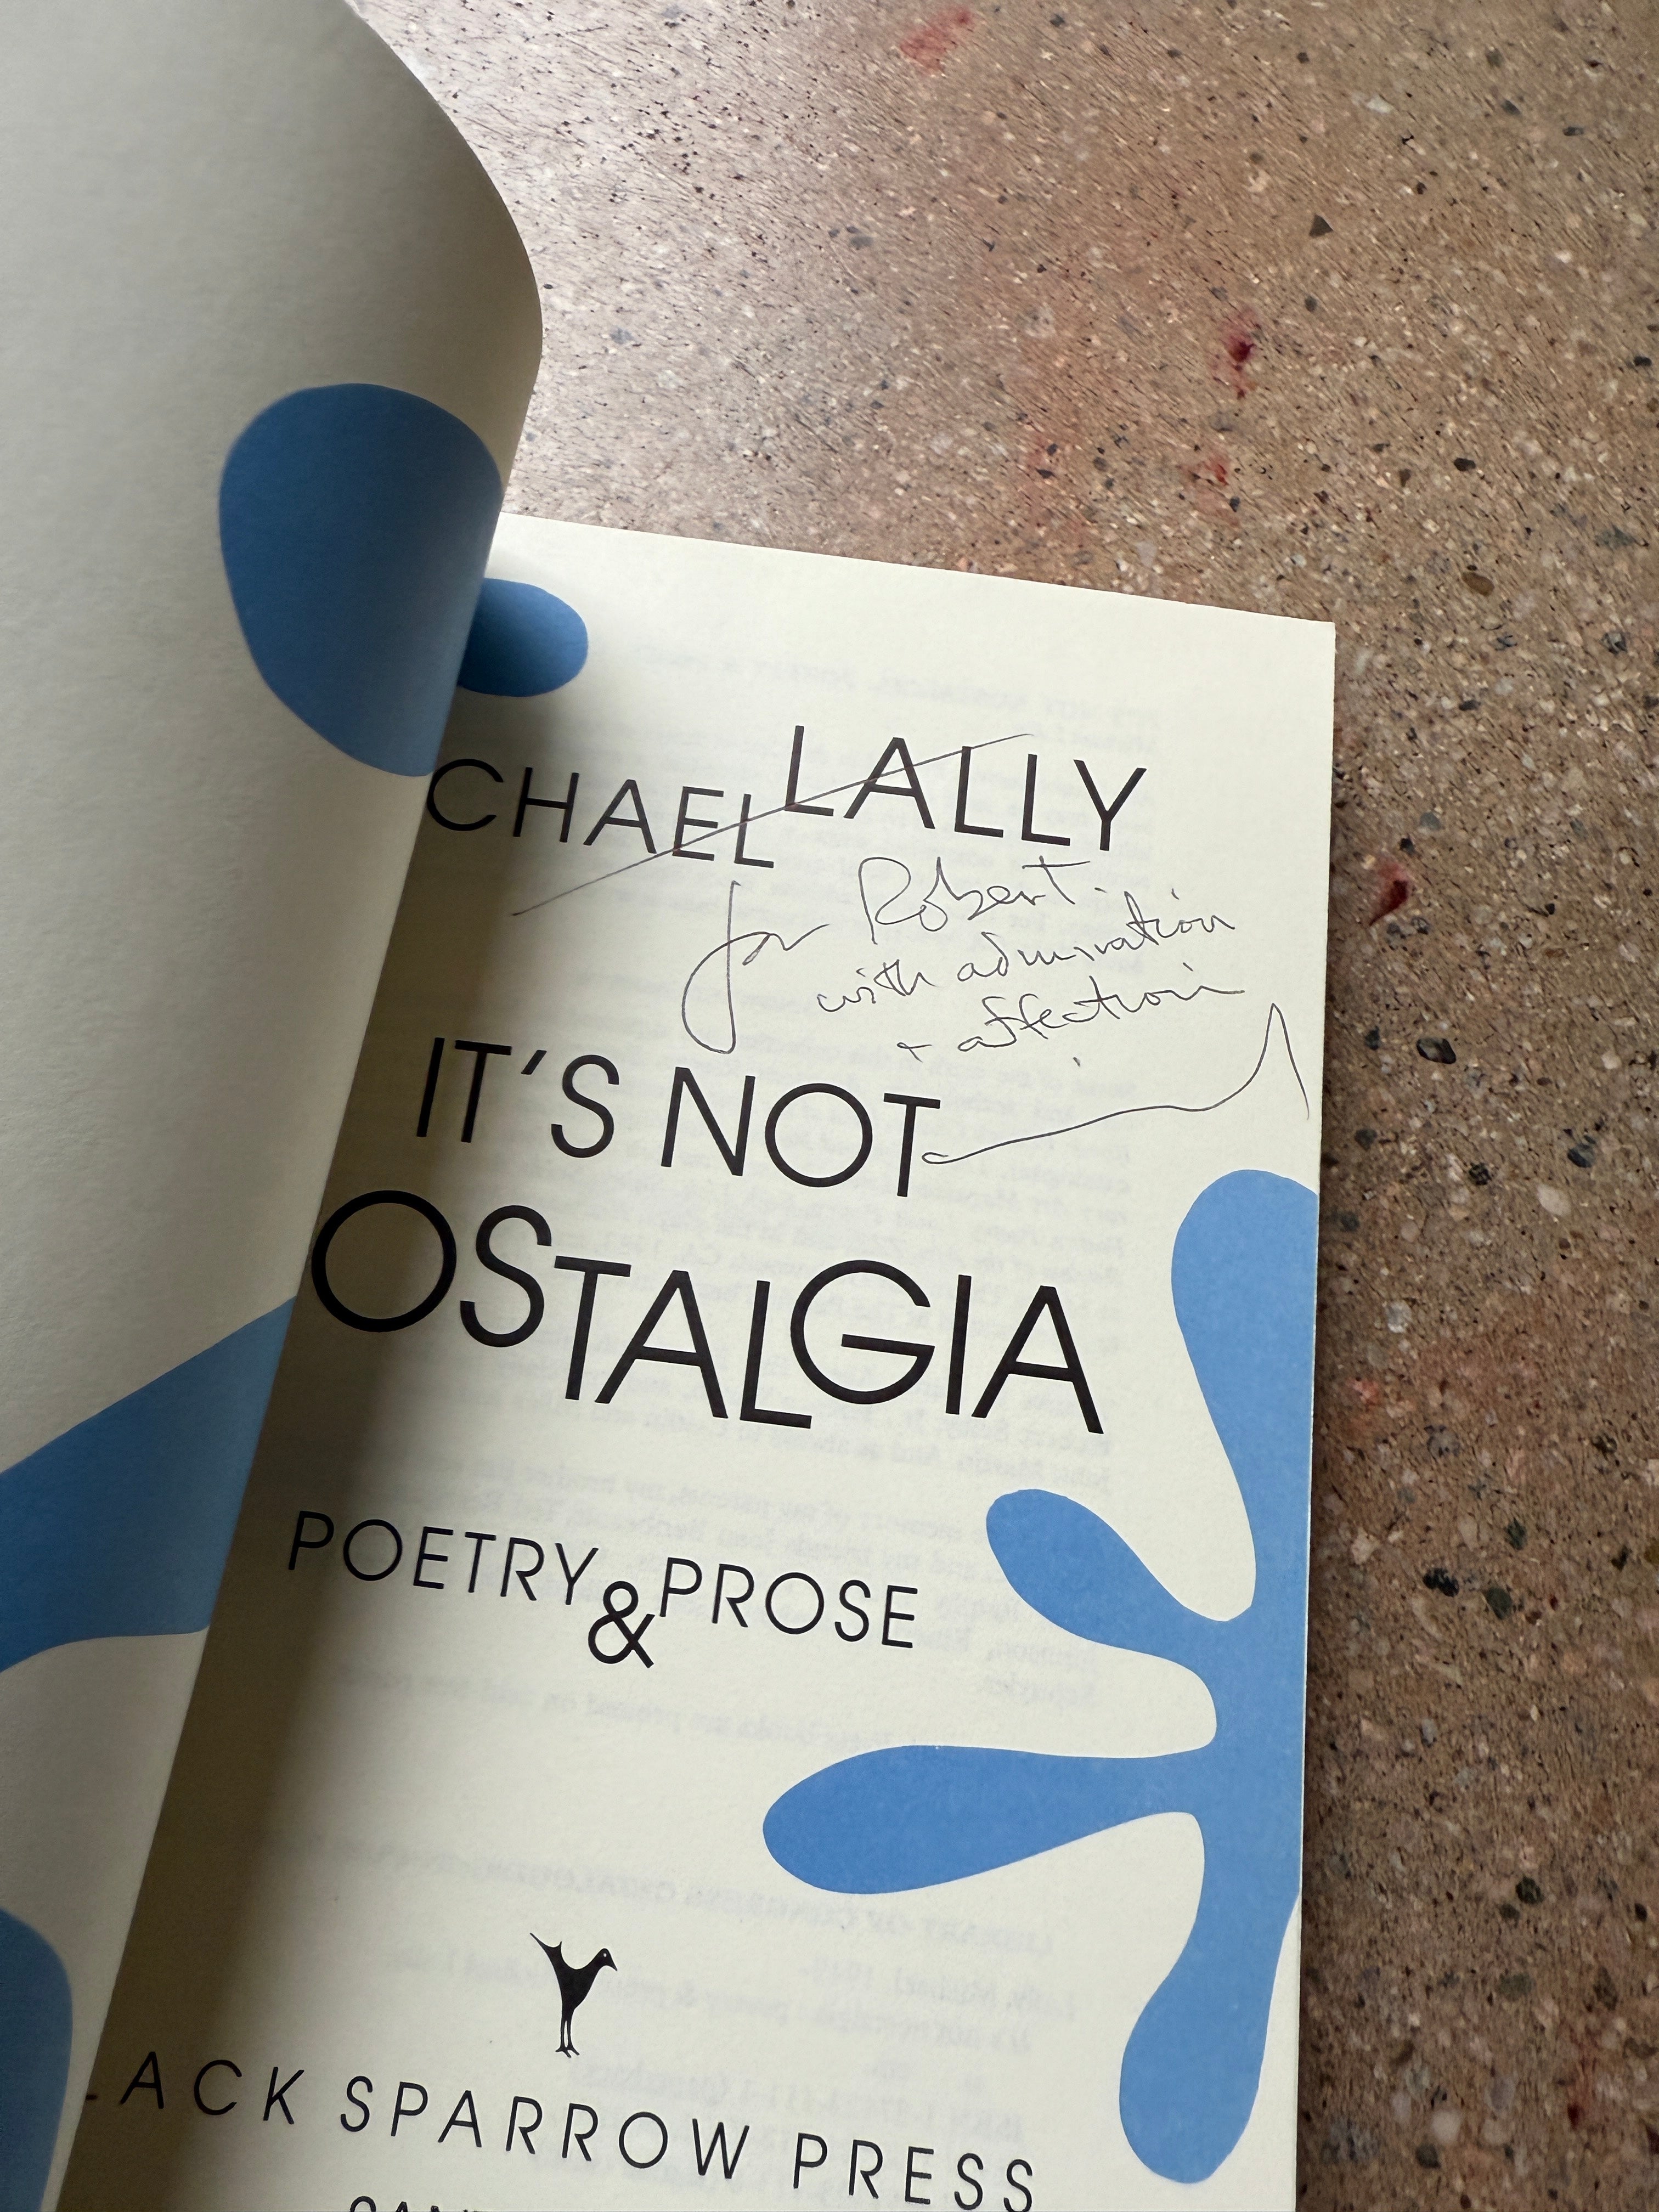 CHAEL LALLY
for Robert -
with admiration
+ affection
IT'S NOT
OSTALGIA
POETRY & PROSE
LACK SPARROW PRESS